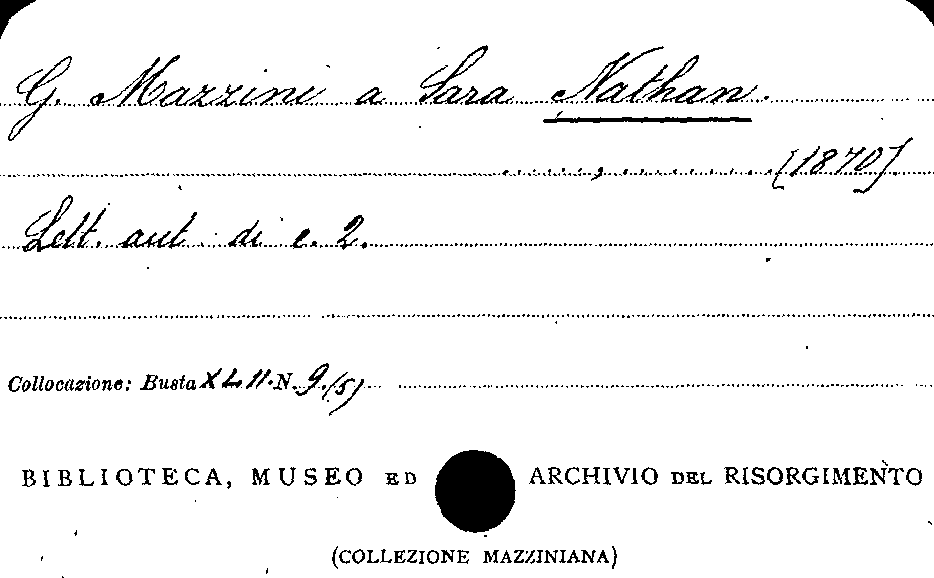 G. Mazzini a Sara Nathan.
......,.........[1870]
Lett. aut. di c. 2.
Collocazione: Busta XLII. N. 9.(5)
BIBLIOTECA, MUSEO ED ARCHIVIO DEL RISORGIMENTO
(COLLEZIONE MAZZINIANA)